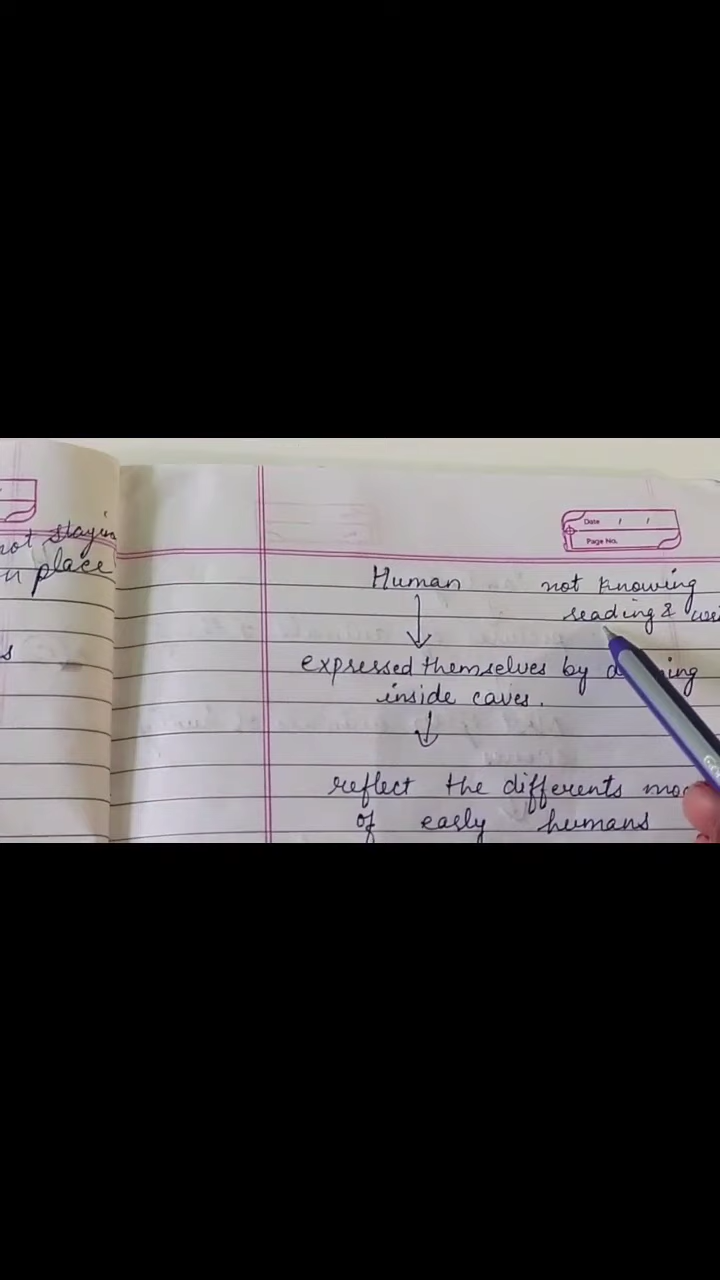 not staying
place
s
Date / /
Page No.
Human not knowing
reading &
expressed themselves by
inside caves.
reflect the differents
of early humans